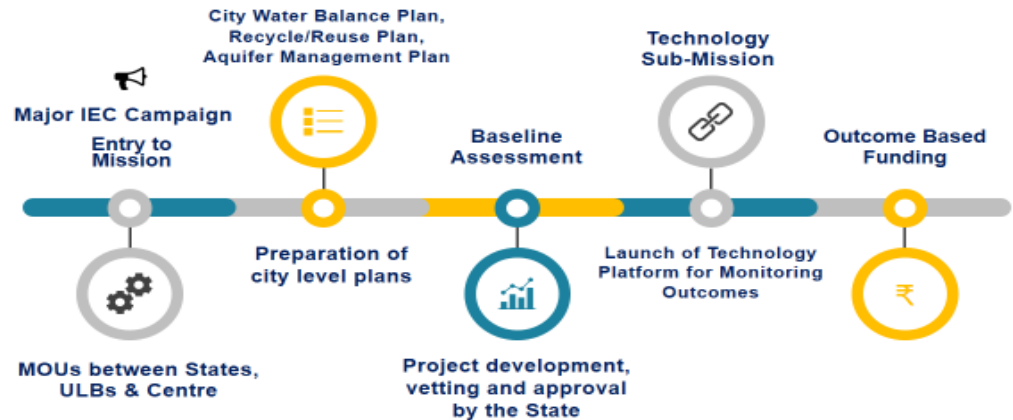 Major IEC Campaign
Entry to
Mission
MOUs between States,
ULBs & Centre
City Water Balance Plan,
Recycle/Reuse Plan,
Aquifer Management Plan
Preparation of
city level plans
Baseline
Assessment
Project development,
vetting and approval
by the State
Technology
Sub-Mission
Launch of Technology
Platform for Monitoring
Outcomes
Outcome Based
Funding
₹